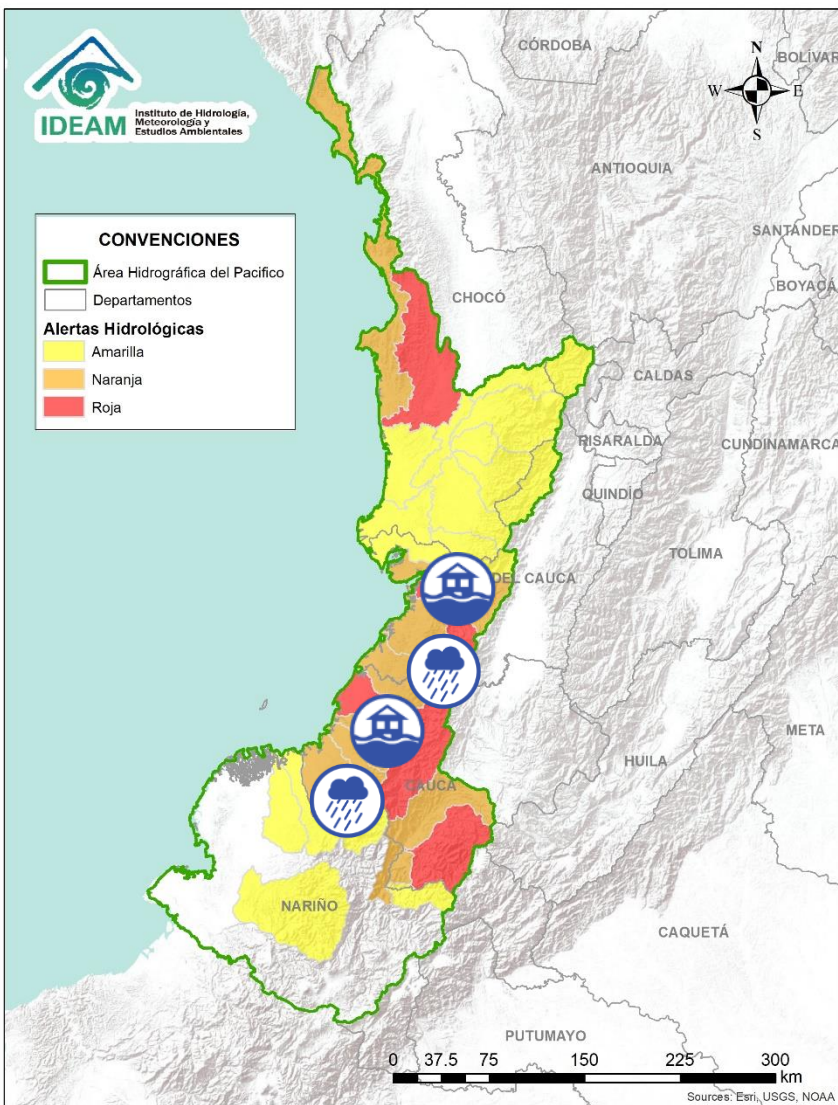 IDEAM
Instituto de Hidrología,
Meteorología y
Estudios Ambientales
CÓRDOBA
BOLÍVAR
N
W
E
S
ANTIOQUIA
SANTANDER
BOYACÁ
CONVENCIONES
Área Hidrográfica del Pacifico
Departamentos
Alertas Hidrológicas
Amarilla
Naranja
Roja
CHOCÓ
CALDAS
RISARALDA
CUNDINAMARCA
QUINDÍO
TOLIMA
DEL CAUCA
META
HUILA
CAUCA
NARIÑO
CAQUETÁ
PUTUMAYO
0 37.5 75 150 225 300
km
Sources: Esri, USGS, NOAA